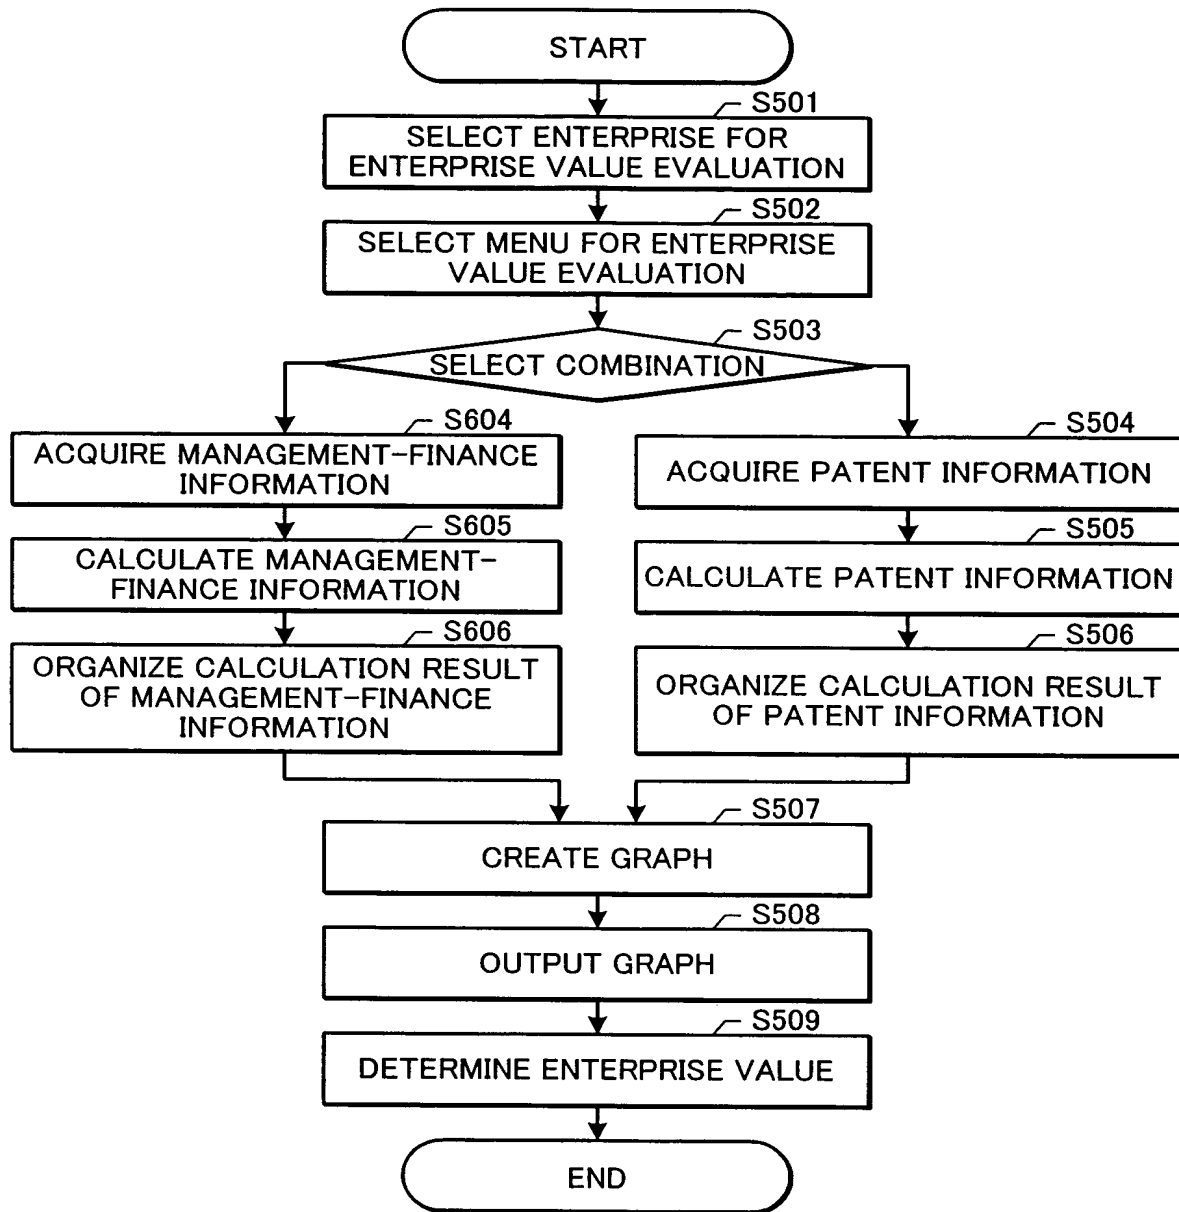 START
S501
SELECT ENTERPRISE FOR
ENTERPRISE VALUE EVALUATION
S502
SELECT MENU FOR ENTERPRISE
VALUE EVALUATION
S503
SELECT COMBINATION
S604
ACQUIRE MANAGEMENT-FINANCE
INFORMATION
S605
CALCULATE MANAGEMENT-
FINANCE INFORMATION
S606
ORGANIZE CALCULATION RESULT
OF MANAGEMENT-FINANCE
INFORMATION
S504
ACQUIRE PATENT INFORMATION
S505
CALCULATE PATENT INFORMATION
S506
ORGANIZE CALCULATION RESULT
OF PATENT INFORMATION
S507
CREATE GRAPH
S508
OUTPUT GRAPH
S509
DETERMINE ENTERPRISE VALUE
END